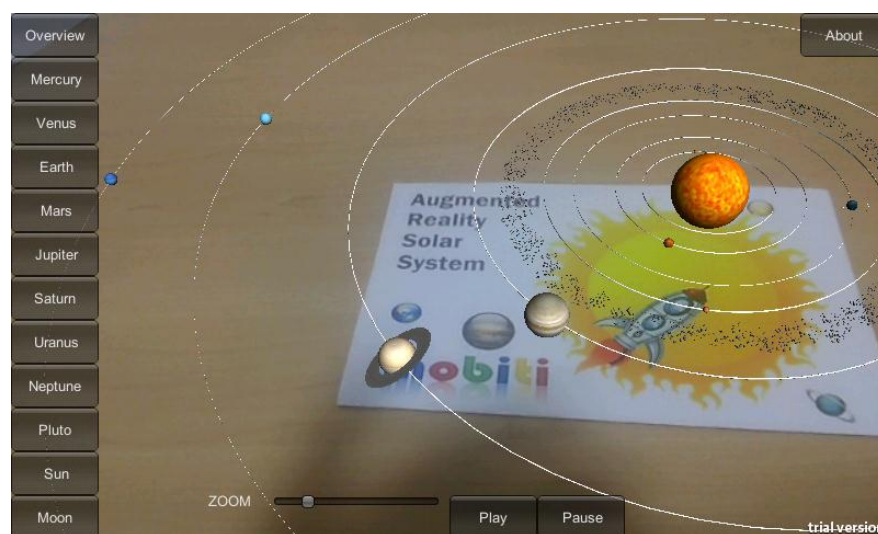 Overview
About
Mercury
Venus
Earth
Mars
Jupiter
Saturn
Uranus
Neptune
Pluto
Sun
Moon
Augmented
Reality
Solar
System
mobiti
ZOOM
Play
Pause
trial version